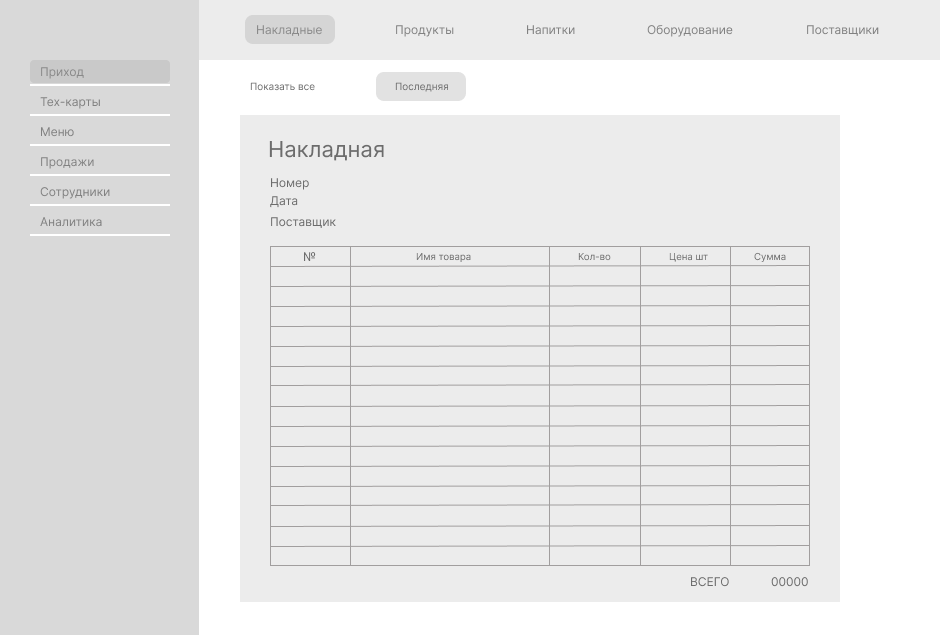 Накладные Продукты Напитки Оборудование Поставщики
Приход
Тех-карты
Меню
Продажи
Сотрудники
Аналитика
Показать все Последняя
Накладная
Номер
Дата
Поставщик
№ Имя товара Кол-во Цена шт Сумма
ВСЕГО 00000